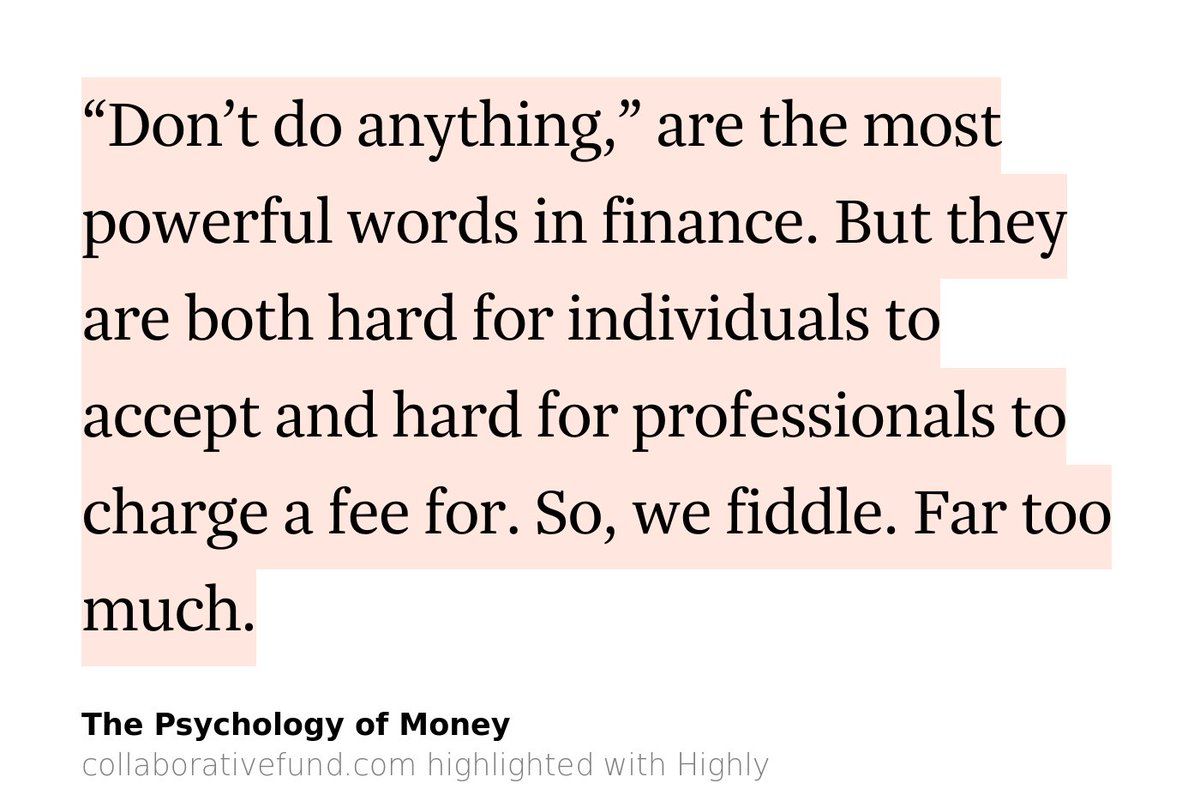 “Don’t do anything,” are the most
powerful words in finance. But they
are both hard for individuals to
accept and hard for professionals to
charge a fee for. So, we fiddle. Far too
much.
The Psychology of Money
collaborativefund.com highlighted with Highly